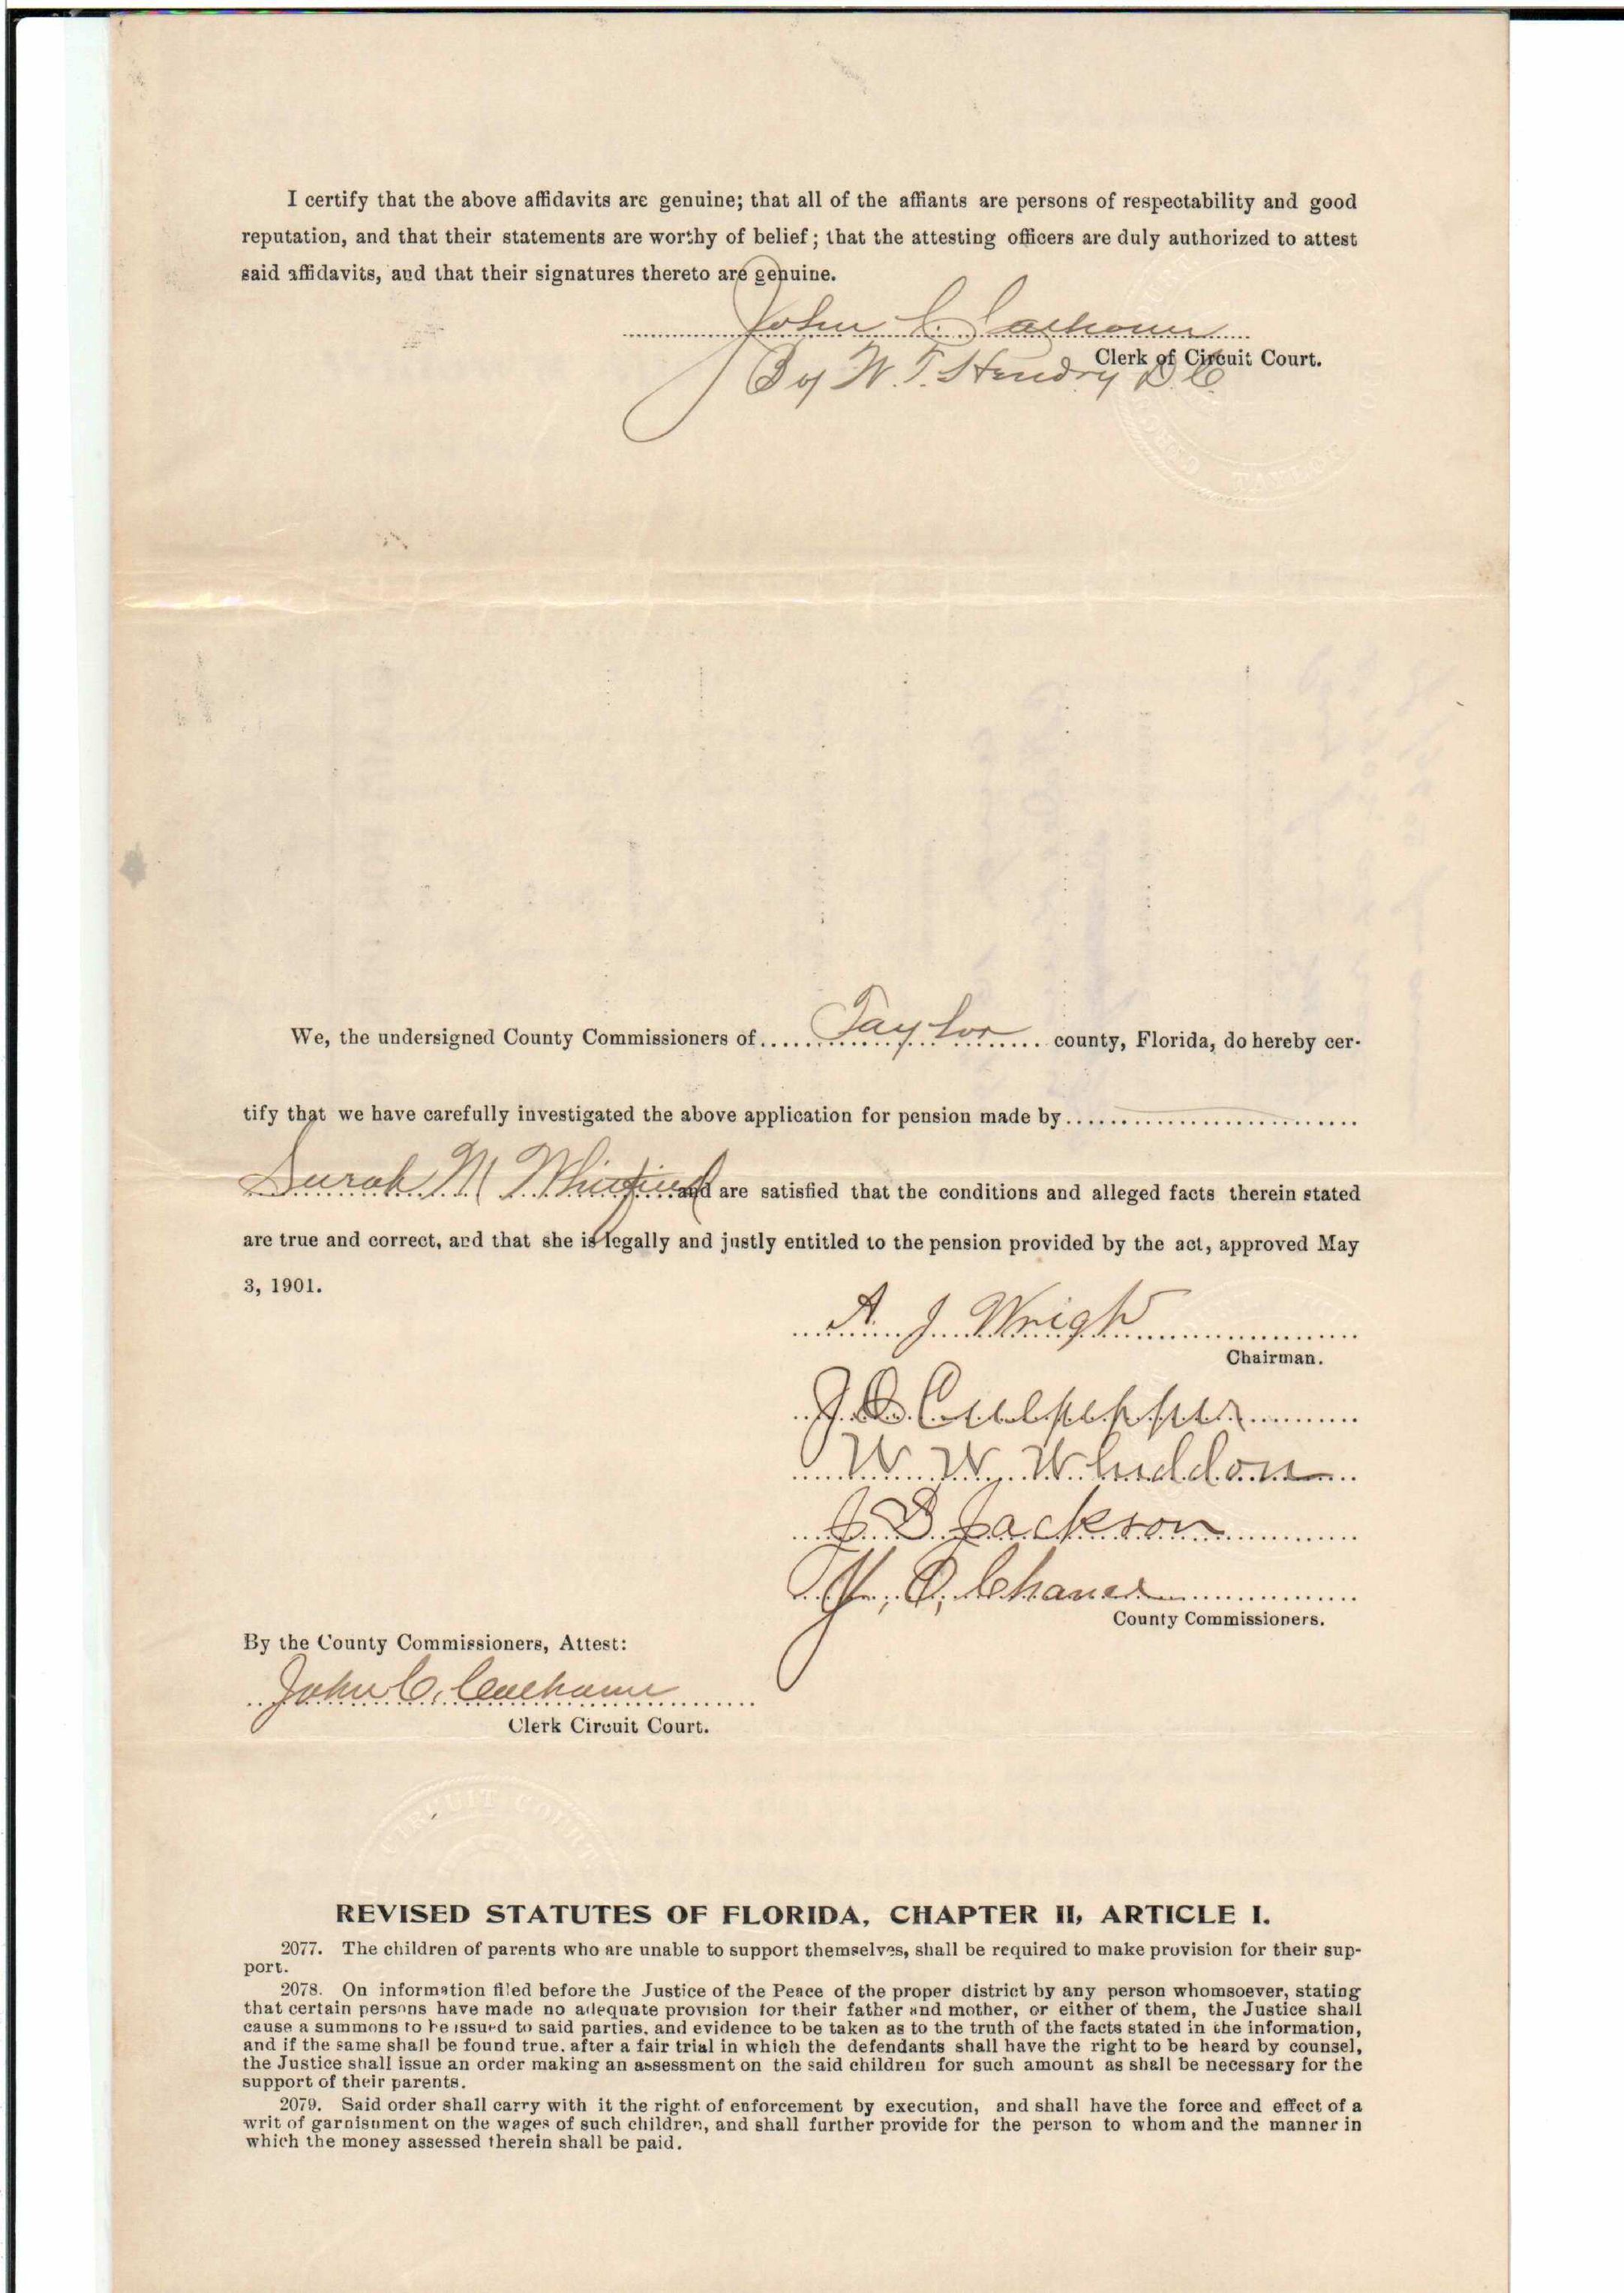 I certify that the above affidavits are genuine; that all of the affiants are persons of respectability and good
reputation, and that their statements are worthy of belief; that the attesting officers are duly authorized to attest
said affidavits, and that their signatures thereto are genuine.
John C. Calhoun
Clerk of Circuit Court.
By W. T. Hendry D. C.
We, the undersigned County Commissioners of Taylor county, Florida, do hereby cer-
tify that we have carefully investigated the above application for pension made by
Sarah M Whitfield and are satisfied that the conditions and alleged facts therein stated
are true and correct, and that she is legally and justly entitled to the pension provided by the act, approved May
3, 1901.
A. J. Wright
Chairman.
Culpepper
W. W. Whiddon
Jackson
County Commissioners.
By the County Commissioners, Attest:
John C. Calhoun
Clerk Circuit Court.
CIRCUIT COURT
REVISED STATUTES OF FLORIDA, CHAPTER II, ARTICLE I.
2077. The children of parents who are unable to support themselves, shall be required to make provision for their sup-
port.
2078. On information filed before the Justice of the Peace of the proper district by any person whomsoever, stating
that certain persons have made no adequate provision for their father and mother, or either of them, the Justice shall
cause a summons to be issued to said parties, and evidence to be taken as to the truth of the facts stated in the information,
and if the same shall be found true, after a fair trial in which the defendants shall have the right to be heard by counsel,
the Justice shall issue an order making an assessment on the said children for such amount as shall be necessary for the
support of their parents.
2079. Said order shall carry with it the right of enforcement by execution, and shall have the force and effect of a
writ of garnishment on the wages of such children, and shall further provide for the person to whom and the manner in
which the money assessed therein shall be paid.